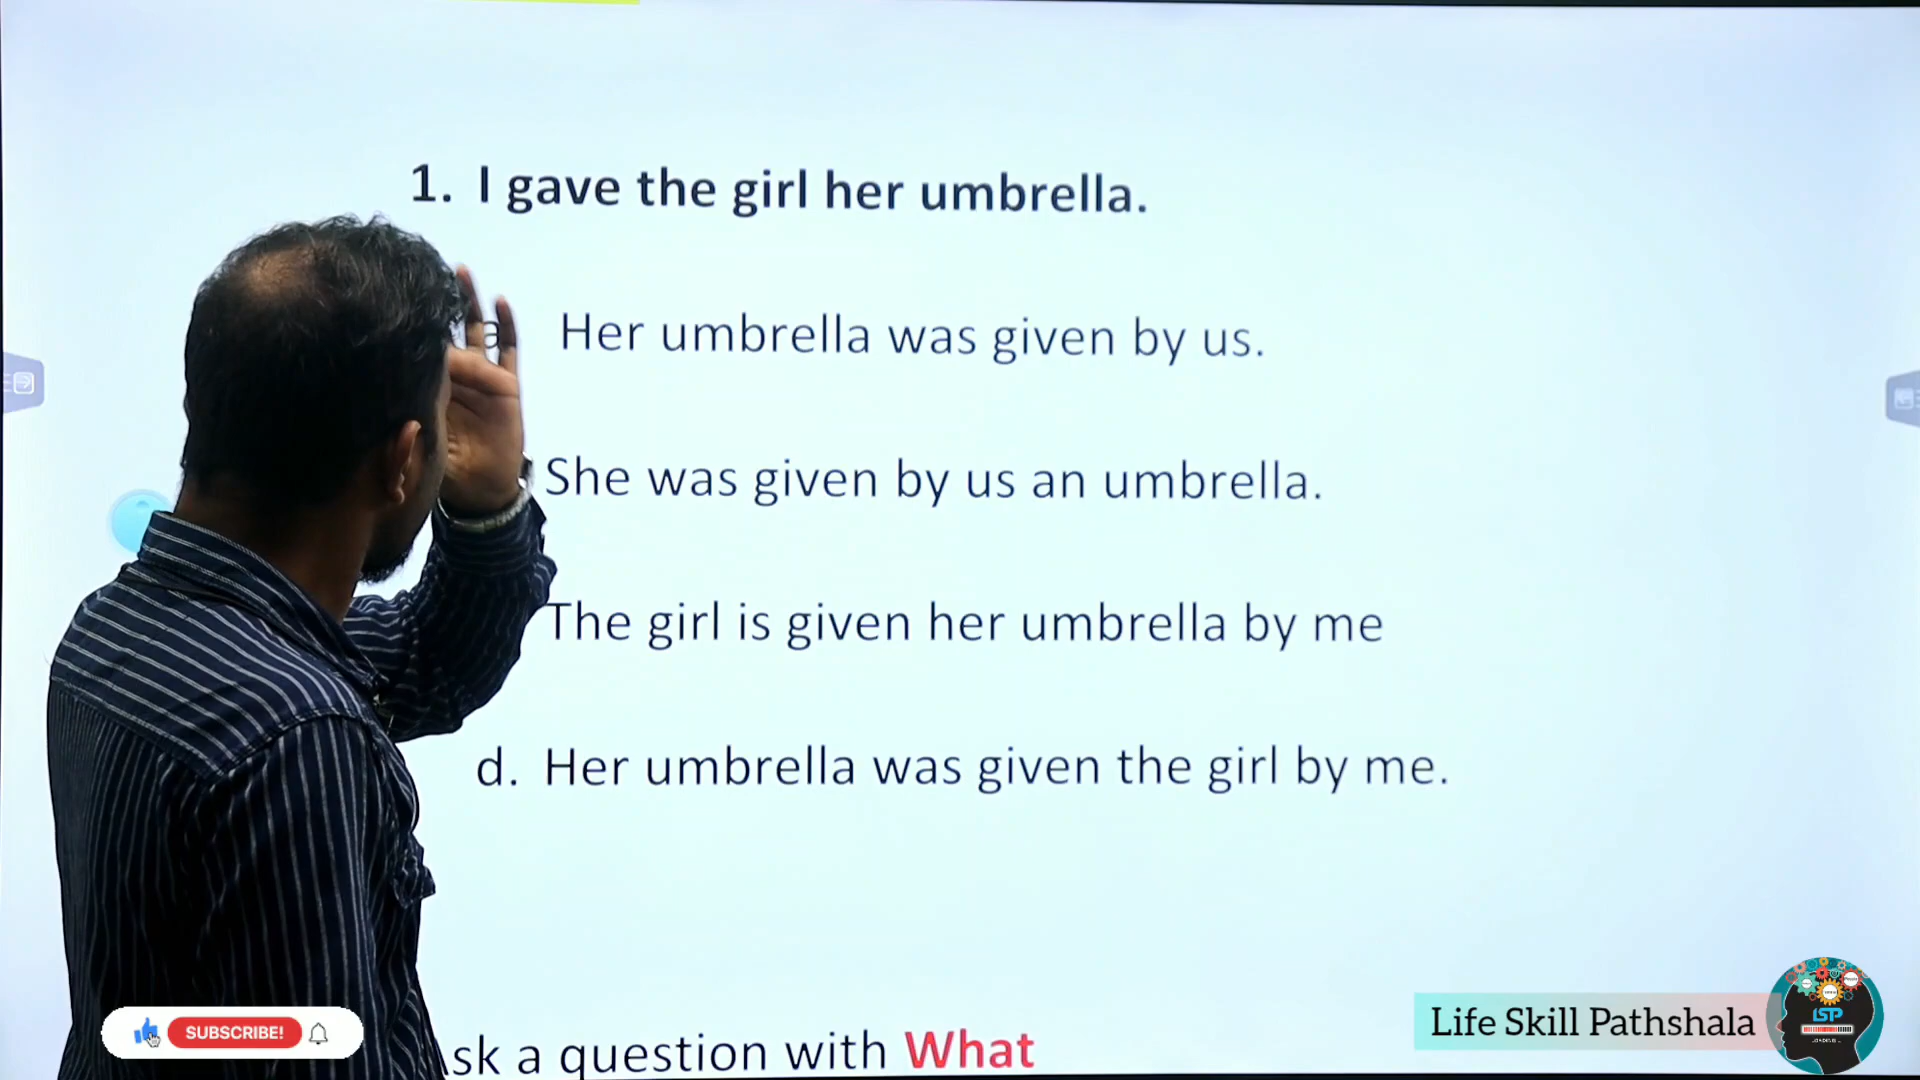 1. I gave the girl her umbrella.
a Her umbrella was given by us.
She was given by us an umbrella.
The girl is given her umbrella by me
d. Her umbrella was given the girl by me.
sk a question with What
SUBSCRIBE!
Life Skill Pathshala
LSP